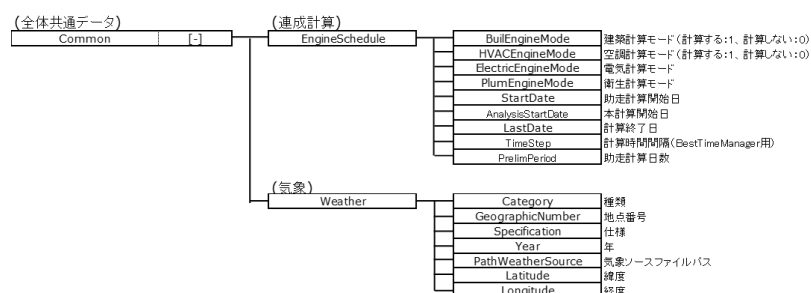 (全体共通データ)
Common [-]
(連成計算)
EngineSchedule
BuilEngineMode 建築計算モード(計算する:1、計算しない:0)
HVACEngineMode 空調計算モード(計算する:1、計算しない:0)
ElectricEngineMode 電気計算モード
PlumEngineMode 衛生計算モード
StartDate 助走計算開始日
AnalysisStartDate 本計算開始日
LastDate 計算終了日
TimeStep 計算時間間隔(BestTimeManager用)
PrelimPeriod 助走計算日数
(気象)
Weather
Category 種類
GeographicNumber 地点番号
Specification 仕様
Year 年
PathWeatherSource 気象ソースファイルパス
Latitude 緯度
Longitude 経度